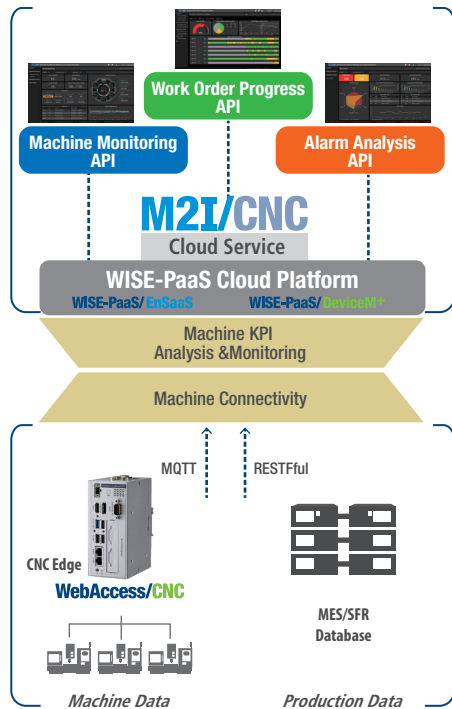 Work Order Progress
API
Machine Monitoring
API
Alarm Analysis
API
M2I/CNC
Cloud Service
WISE-PaaS Cloud Platform
WISE-PaaS/EnSaaS
WISE-PaaS/DeviceM+
Machine KPI
Analysis &Monitoring
Machine Connectivity
MQTT
RESTFful
CNC Edge
WebAccess/CNC
MES/SFR
Database
Machine Data
Production Data